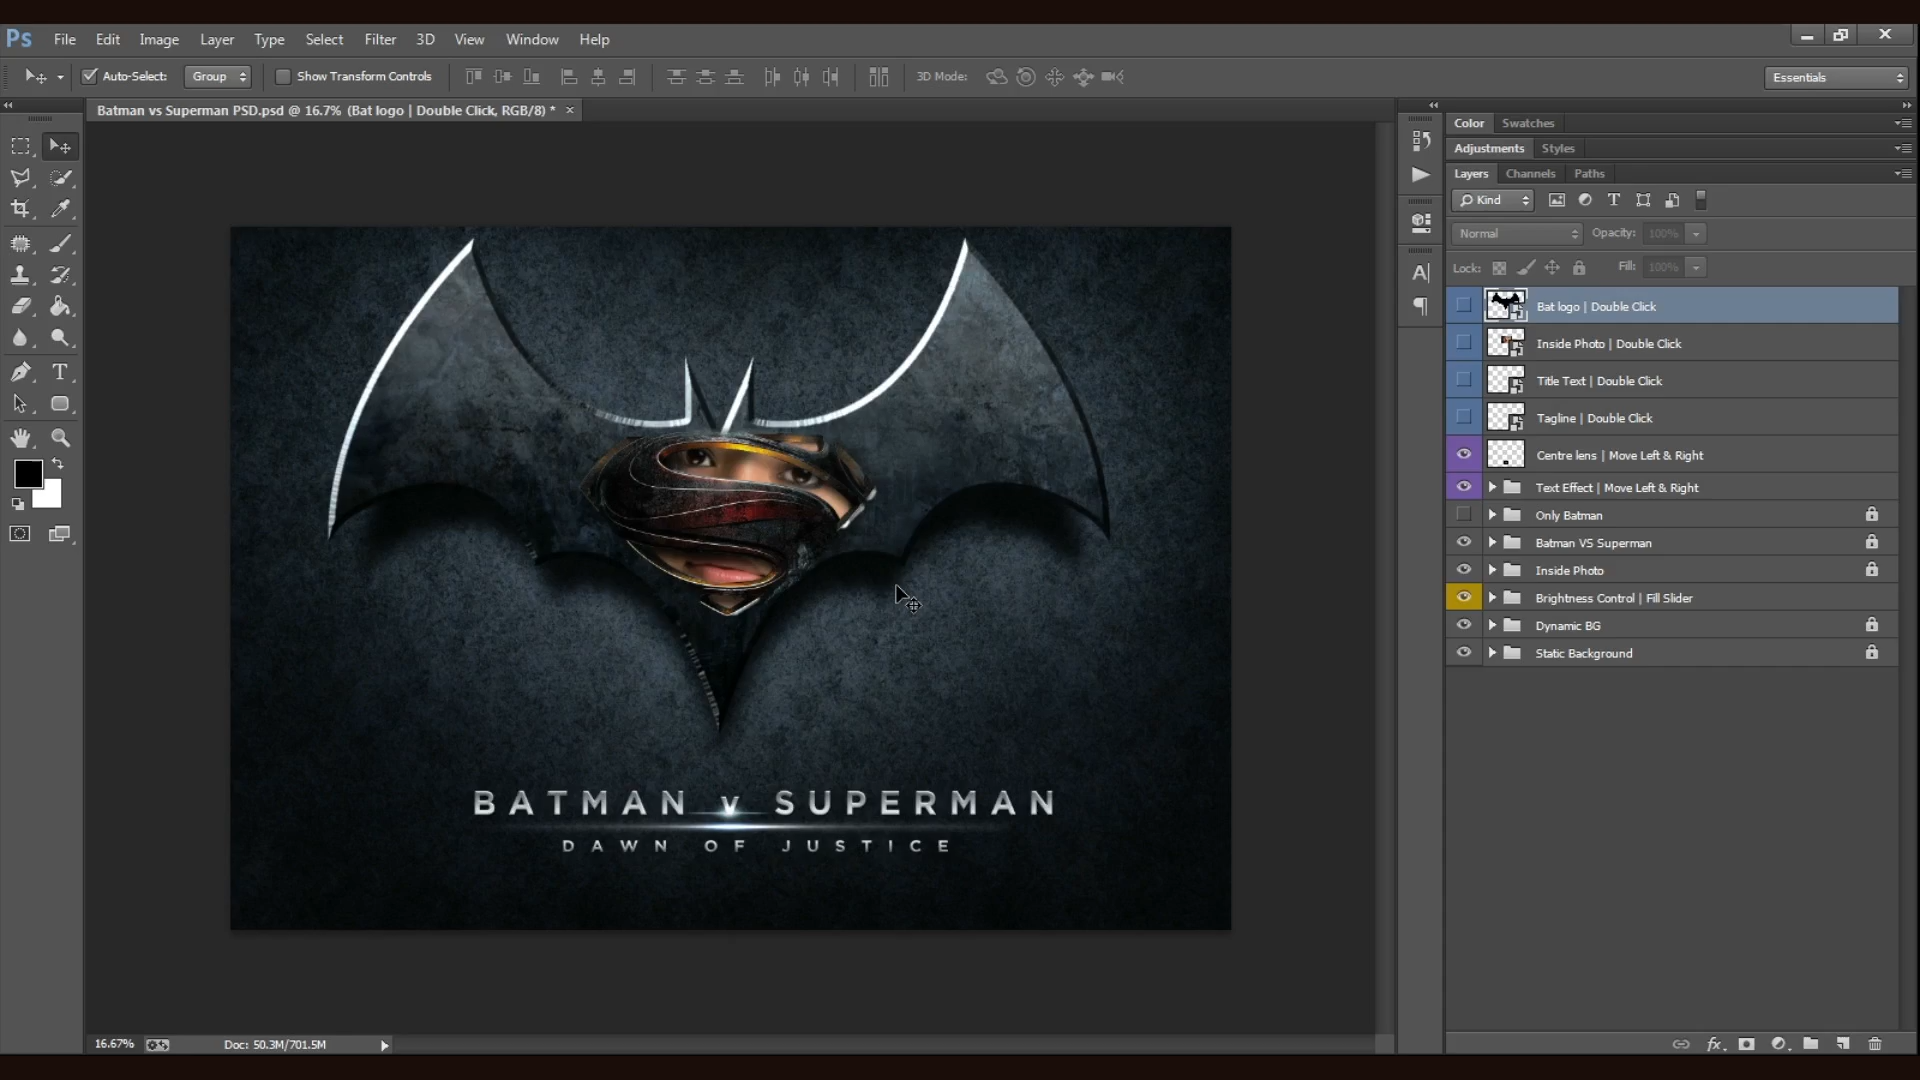 Ps File Edit Image Layer Type Select Filter 3D View Window Help
Auto-Select: Group Show Transform Controls 3D Mode: Essentials
Batman vs Superman PSD.psd @ 16.7% (Bat logo | Double Click, RGB/8) * ×
Color Swatches
Adjustments Styles
Layers Channels Paths
Kind
Normal Opacity: 100%
Lock: Fill: 100%
Bat logo | Double Click
Inside Photo | Double Click
Title Text | Double Click
Tagline | Double Click
Centre lens | Move Left & Right
Text Effect | Move Left & Right
Only Batman
Batman VS Superman
Inside Photo
Brightness Control | Fill Slider
Dynamic BG
Static Background
BATMAN v SUPERMAN
DAWN OF JUSTICE
16.67% Doc: 50.3M/701.5M